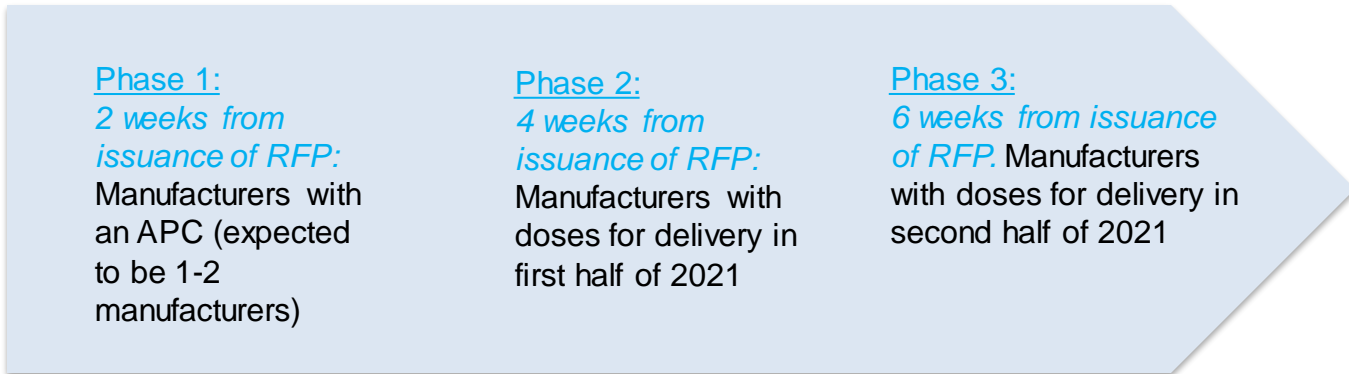 Phase 1:
2 weeks from
issuance of RFP:
Manufacturers with
an APC (expected
to be 1-2
manufacturers)
Phase 2:
4 weeks from
issuance of RFP:
Manufacturers with
doses for delivery in
first half of 2021
Phase 3:
6 weeks from issuance
of RFP. Manufacturers
with doses for delivery in
second half of 2021